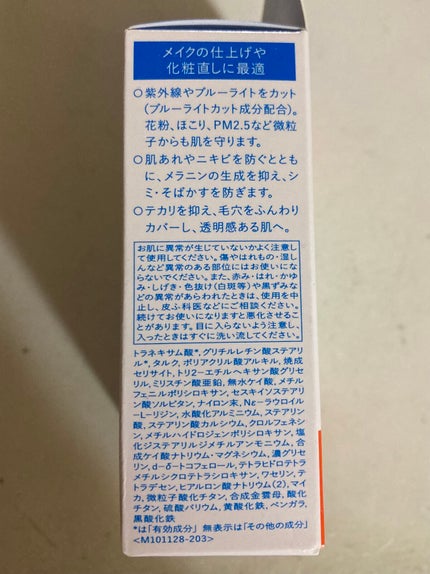 メイクの仕上げや
化粧直しに最適
○紫外線やブルーライトをカット
(ブルーライトカット成分配合)。
花粉、ほこり、PM2.5など微粒
子からも肌を守ります。
○肌あれやニキビを防ぐととも
に、メラニンの生成を抑え、シ
ミ・そばかすを防ぎます。
○テカリを抑え、毛穴をふんわり
カバーし、透明感ある肌へ。
お肌に異常が生じていないかよく注意し
て使用してください。傷やはれもの・湿し
んなど異常のある部位にはお使いにな
らないでください。また、赤み・はれ・かゆ
み・しげき・色抜け(白斑等)や黒ずみなど
の異常があらわれたときは、使用を中
止し、皮ふ科医などにご相談ください。
続けてお使いになりますと悪化させるこ
とがあります。目に入らないよう注意し、
入ったときはすぐに洗い流してください。
トラネキサム酸*,グリチルレチン酸ステアリ
ル*,タルク,ポリアクリル酸アルキル,焼成
セリサイト,トリ2-エチルヘキサン酸グリセ
リル,ミリスチン酸亜鉛,無水ケイ酸,メチル
フェニルポリシロキサン,セスキイソステアリ
ン酸ソルビタン,ナイロン末,Nε-ラウロイル
-L-リジン,水酸化アルミニウム,ステアリン
酸,ステアリン酸カルシウム,クロルフェネシ
ン,メチルハイドロジェンポリシロキサン,塩
化ジステアリルジメチルアンモニウム,合
成ケイ酸ナトリウム・マグネシウム,濃グリセ
リン,d-δ-トコフェロール,テトラヒドロテトラ
メチルシクロテトラシロキサン,ワセリン,テ
トラデセン,ヒアルロン酸ナトリウム(2),マイ
カ,微粒子酸化チタン,合成金雲母,酸化
チタン,硫酸バリウム,黄酸化鉄,ベンガラ,
黒酸化鉄
*は「有効成分」 無表示は「その他の成分」
<M101128-203>